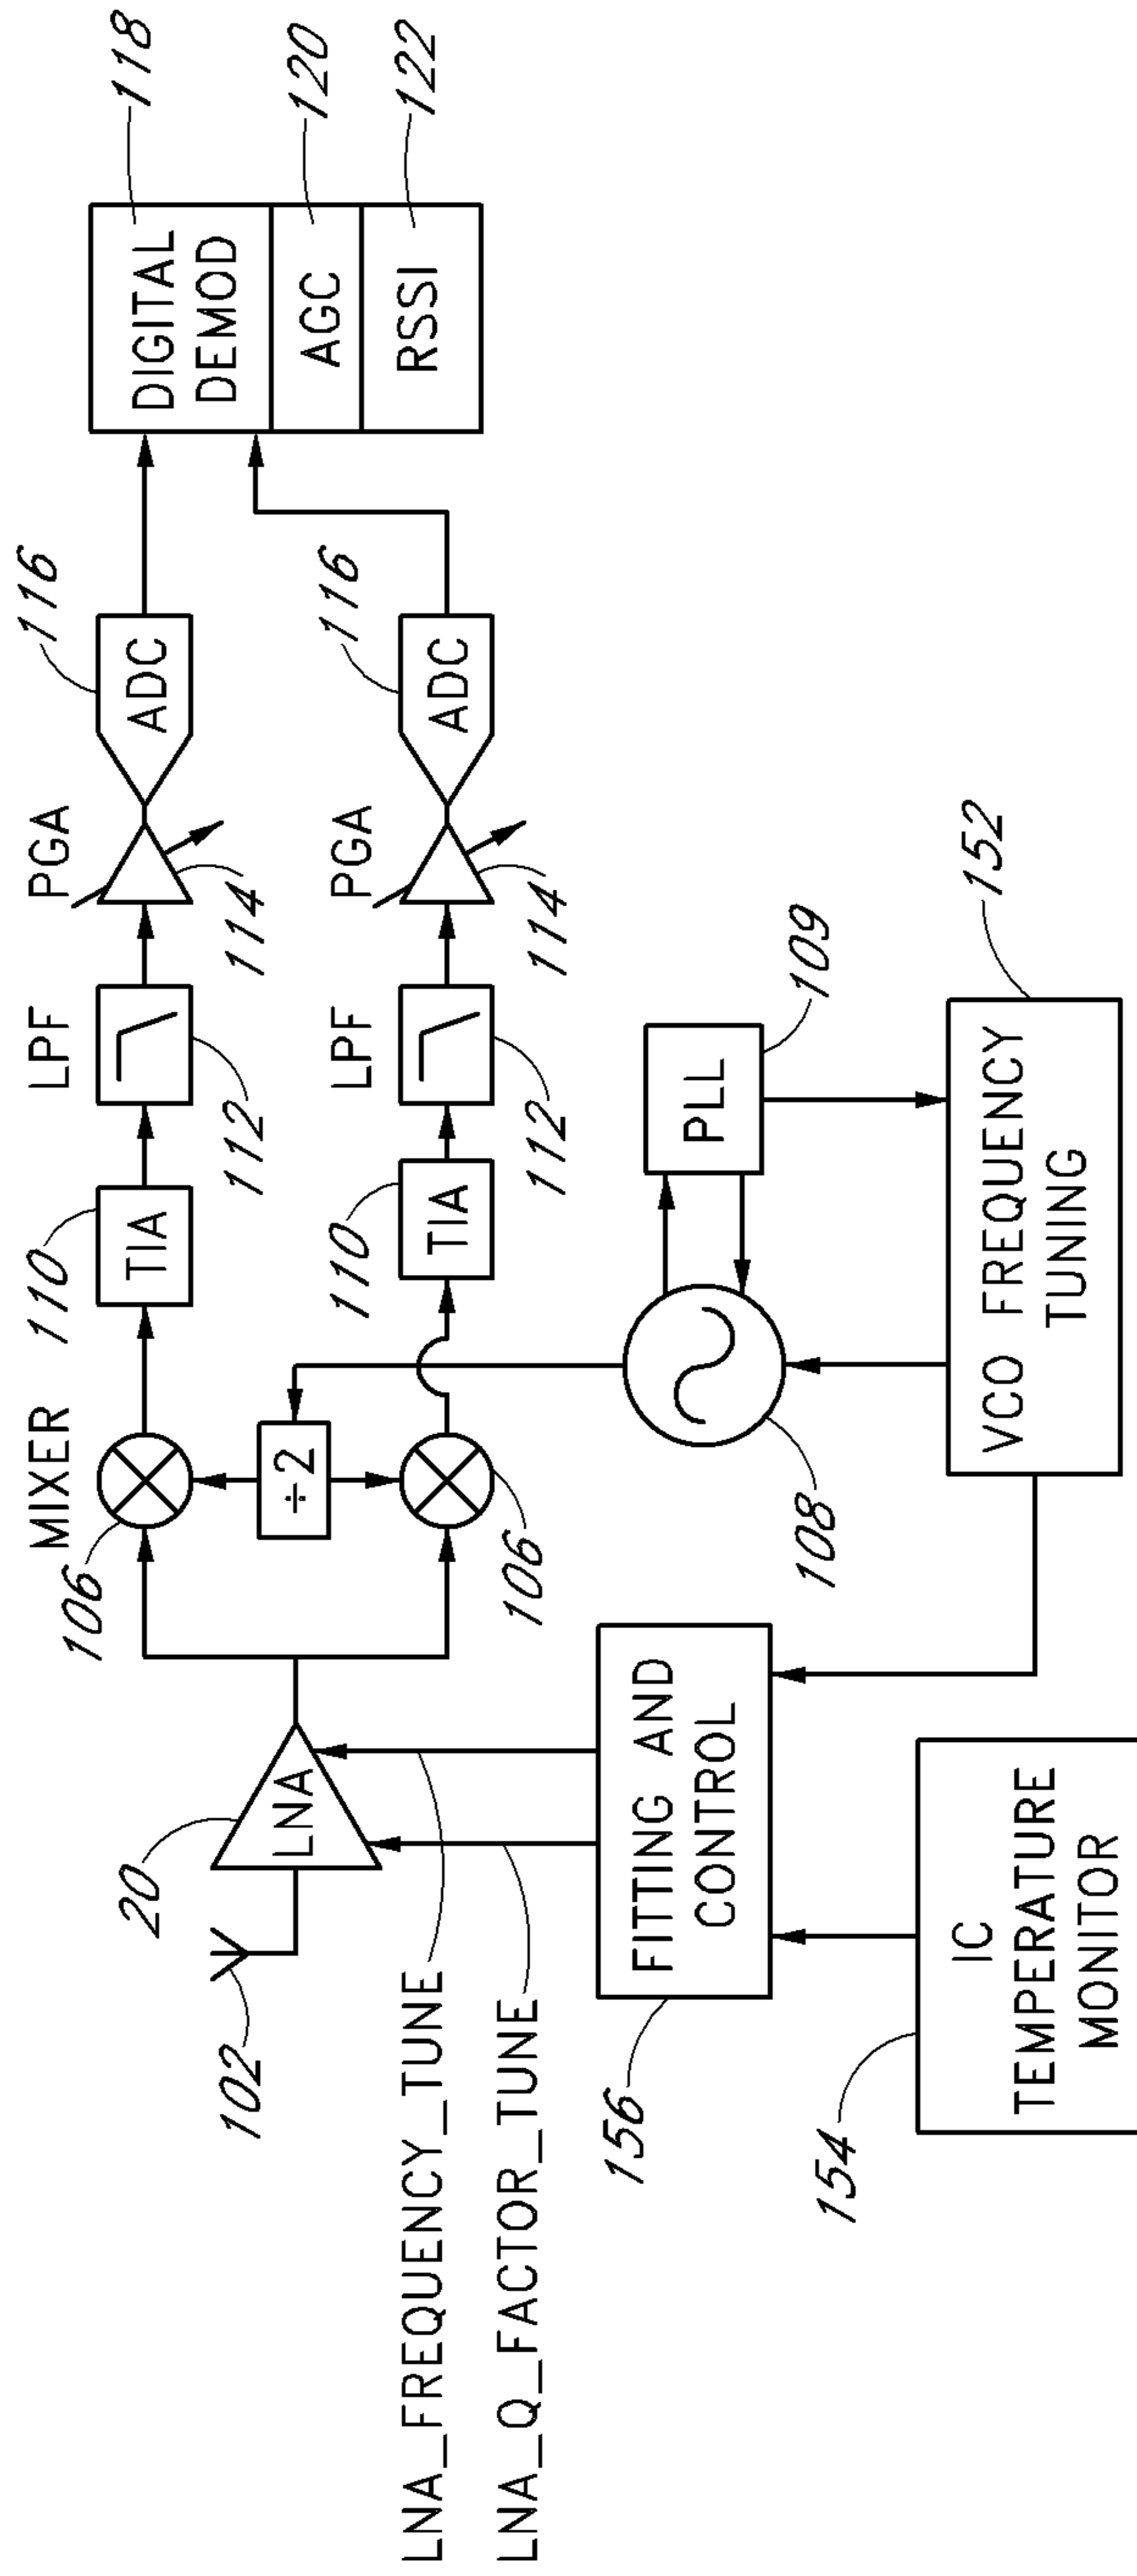 MIXER
LPF
PGA
106
110
112
114
116
118
TIA
ADC
DIGITAL
DEMOD
AGC
120
RSSI
122
÷2
20
LNA
102
106
LPF
PGA
110
112
114
116
TIA
ADC
LNA_FREQUENCY_TUNE
LNA_Q_FACTOR_TUNE
108
PLL
109
156
FITTING AND
CONTROL
VCO FREQUENCY
TUNING
152
154
IC
TEMPERATURE
MONITOR